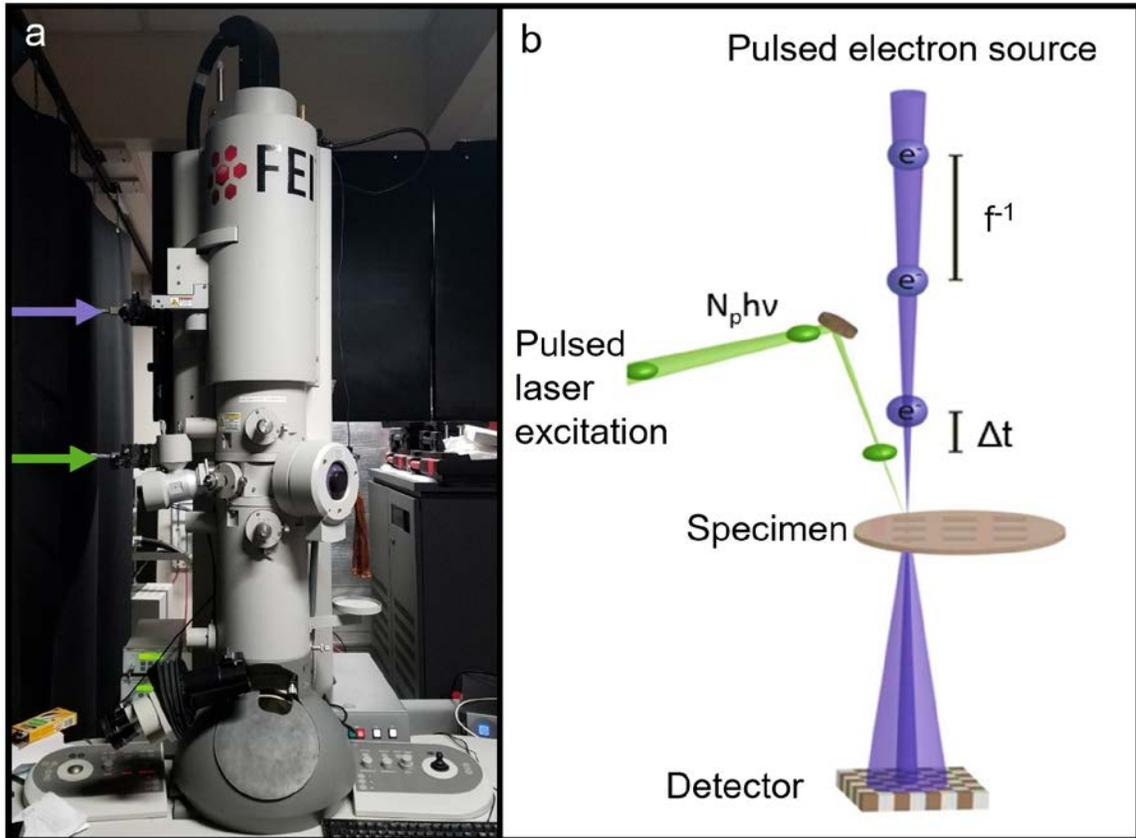 a
FEI
b
Pulsed electron source
e⁻
f⁻¹
e⁻
Nₚhν
Pulsed
laser
excitation
e⁻
Δt
Specimen
Detector